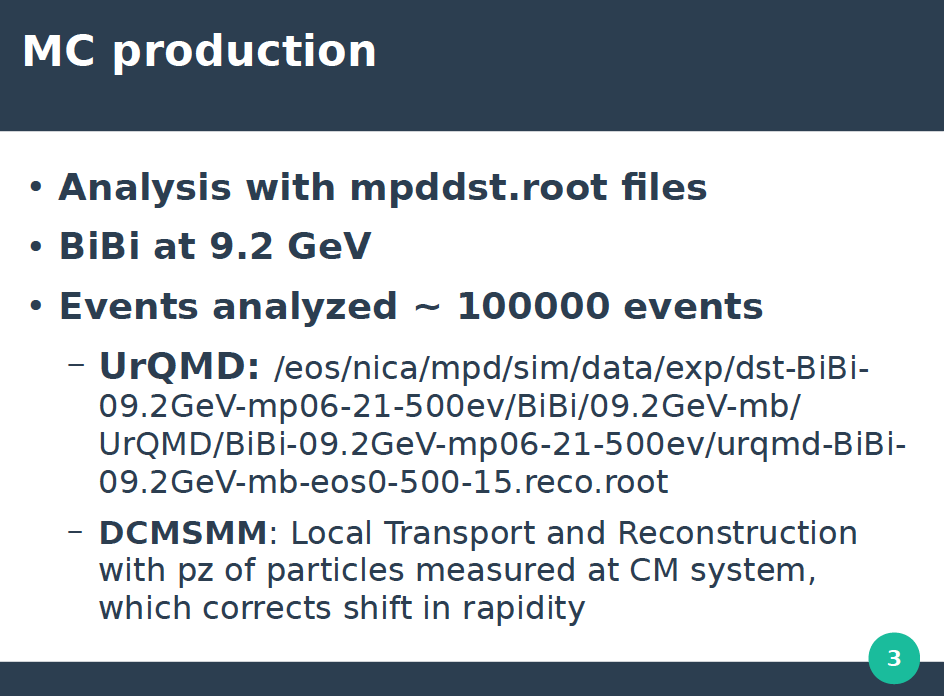 MC production
• Analysis with mpddst.root files
• BiBi at 9.2 GeV
• Events analyzed ~ 100000 events
– UrQMD: /eos/nica/mpd/sim/data/exp/dst-BiBi-
09.2GeV-mp06-21-500ev/BiBi/09.2GeV-mb/
UrQMD/BiBi-09.2GeV-mp06-21-500ev/urqmd-BiBi-
09.2GeV-mb-eos0-500-15.reco.root
– DCMSMM: Local Transport and Reconstruction
with pz of particles measured at CM system,
which corrects shift in rapidity
3